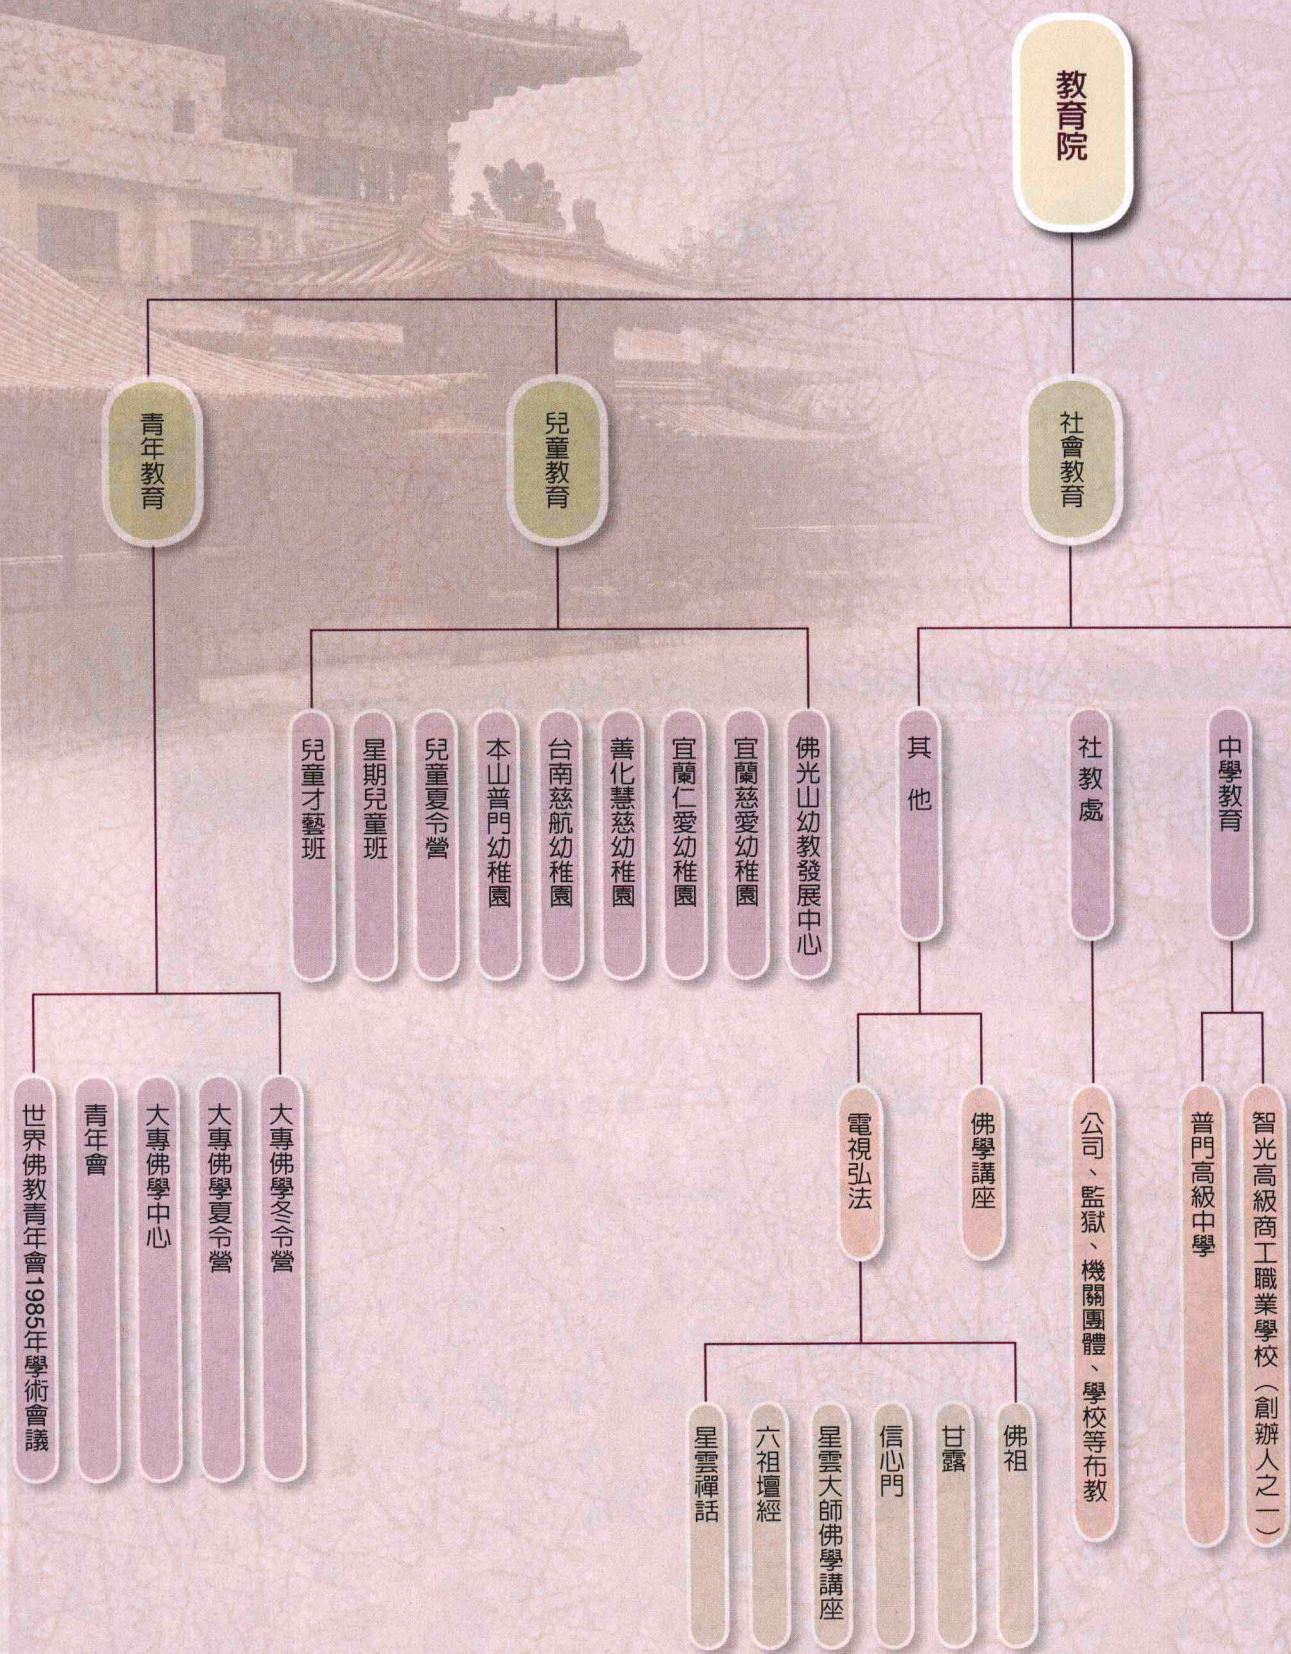 教育院
社會教育
兒童教育
青年教育
中學教育
社教處
其他
佛光山幼教發展中心
宜蘭慈愛幼稚園
宜蘭仁愛幼稚園
善化慧慈幼稚園
台南慈航幼稚園
本山普門幼稚園
兒童夏令營
星期兒童班
兒童才藝班
智光高級商工職業學校（創辦人之一）
普門高級中學
公司、監獄、機關團體、學校等布教
佛學講座
電視弘法
大專佛學冬令營
大專佛學夏令營
大專佛學中心
青年會
世界佛教青年會1985年學術會議
佛祖
甘露
信心門
星雲大師佛學講座
六祖壇經
星雲禪話